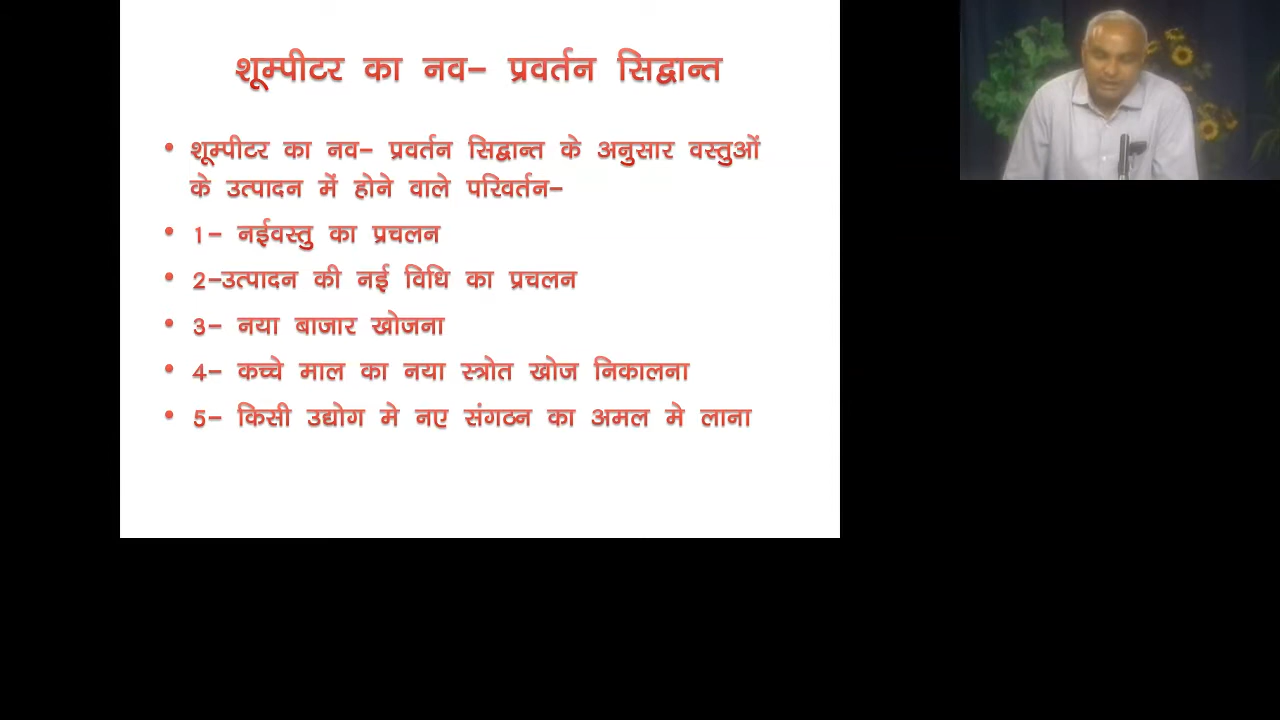 शूम्पीटर का नव- प्रवर्तन सिद्वान्त
• शूम्पीटर का नव- प्रवर्तन सिद्वान्त के अनुसार वस्तुओं
के उत्पादन में होने वाले परिवर्तन-
• 1- नईवस्तु का प्रचलन
• 2-उत्पादन की नई विधि का प्रचलन
• 3- नया बाजार खोजना
• 4- कच्चे माल का नया स्त्रोत खोज निकालना
• 5- किसी उद्योग मे नए संगठन का अमल मे लाना